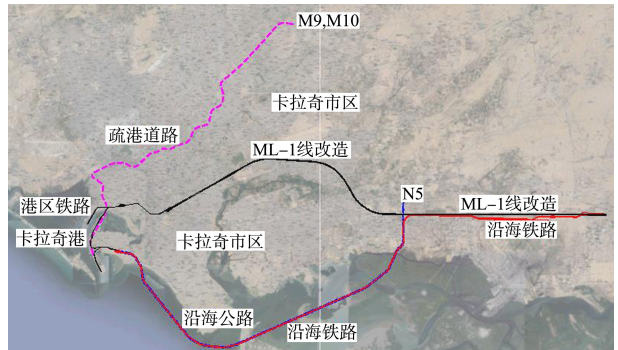 M9,M10
卡拉奇市区
疏港道路
ML-1线改造
N5
港区铁路
ML-1线改造
沿海铁路
卡拉奇港
卡拉奇市区
沿海公路
沿海铁路